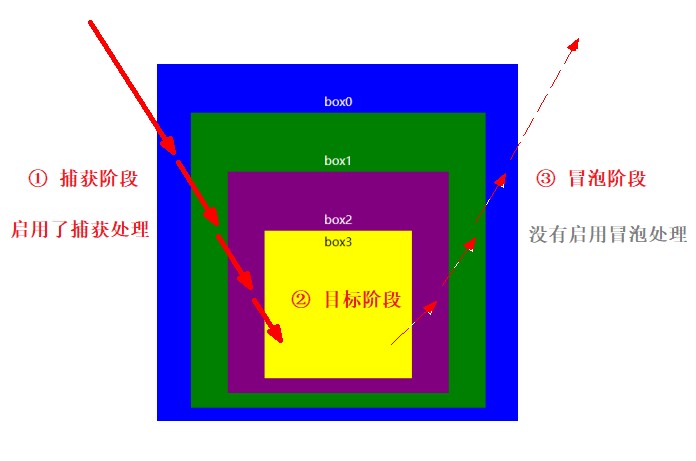 box0
box1
① 捕获阶段
③ 冒泡阶段
box2
启用了捕获处理
没有启用冒泡处理
box3
② 目标阶段